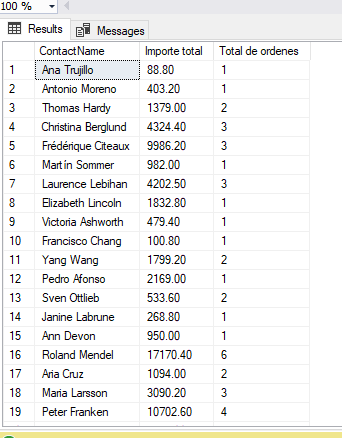 100 %
Results Messages
ContactName Importe total Total de ordenes
1 Ana Trujillo 88.80 1
2 Antonio Moreno 403.20 1
3 Thomas Hardy 1379.00 2
4 Christina Berglund 4324.40 3
5 Frédérique Citeaux 9986.20 3
6 Martín Sommer 982.00 1
7 Laurence Lebihan 4202.50 3
8 Elizabeth Lincoln 1832.80 1
9 Victoria Ashworth 479.40 1
10 Francisco Chang 100.80 1
11 Yang Wang 1799.20 2
12 Pedro Afonso 2169.00 1
13 Sven Ottlieb 533.60 2
14 Janine Labrune 268.80 1
15 Ann Devon 950.00 1
16 Roland Mendel 17170.40 6
17 Aria Cruz 1094.00 2
18 Maria Larsson 3090.20 3
19 Peter Franken 10702.60 4